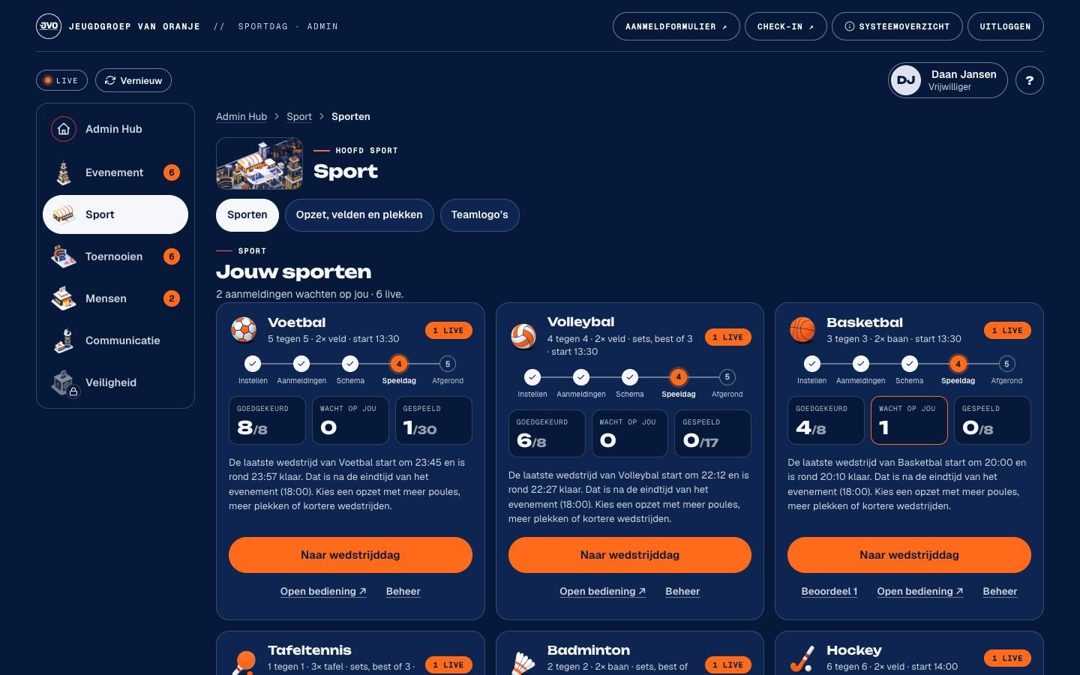 JVO JEUGDGROEP VAN ORANJE // SPORTDAG · ADMIN
AANMELDFORMULIER ↗
CHECK-IN ↗
SYSTEEMOVERZICHT
UITLOGGEN
LIVE
Vernieuw
DJ
Daan Jansen
Vrijwilliger
?
Admin Hub
Evenement 6
Sport
Toernooien 6
Mensen 2
Communicatie
Veiligheid
Admin Hub > Sport > Sporten
HOOFD SPORT
Sport
Sporten
Opzet, velden en plekken
Teamlogo's
SPORT
Jouw sporten
2 aanmeldingen wachten op jou · 6 live.
Voetbal
5 tegen 5 · 2× veld · start 13:30
1 LIVE
4 5
Instellen Aanmeldingen Schema Speeldag Afgerond
GOEDGEKEURD WACHT OP JOU GESPEELD
8/8 0 1/30
De laatste wedstrijd van Voetbal start om 23:45 en is
rond 23:57 klaar. Dat is na de eindtijd van het
evenement (18:00). Kies een opzet met meer poules,
meer plekken of kortere wedstrijden.
Naar wedstrijddag
Open bediening ↗ Beheer
Volleybal
4 tegen 4 · 2× veld · sets, best of 3
· start 13:30
1 LIVE
4 5
Instellen Aanmeldingen Schema Speeldag Afgerond
GOEDGEKEURD WACHT OP JOU GESPEELD
6/8 0 0/17
De laatste wedstrijd van Volleybal start om 22:12 en is
rond 22:27 klaar. Dat is na de eindtijd van het
evenement (18:00). Kies een opzet met meer poules,
meer plekken of kortere wedstrijden.
Naar wedstrijddag
Open bediening ↗ Beheer
Basketbal
3 tegen 3 · 2× baan · start 13:30
1 LIVE
4 5
Instellen Aanmeldingen Schema Speeldag Afgerond
GOEDGEKEURD WACHT OP JOU GESPEELD
4/8 1 0/8
De laatste wedstrijd van Basketbal start om 20:00 en
is rond 20:10 klaar. Dat is na de eindtijd van het
evenement (18:00). Kies een opzet met meer poules,
meer plekken of kortere wedstrijden.
Naar wedstrijddag
Beoordeel 1 Open bediening ↗ Beheer
Tafeltennis
1 tegen 1 · 3× tafel · sets, best of 3 ·
1 LIVE
Badminton
2 tegen 2 · 2× baan · sets, best of
1 LIVE
Hockey
6 tegen 6 · 2× veld · start 14:00
1 LIVE